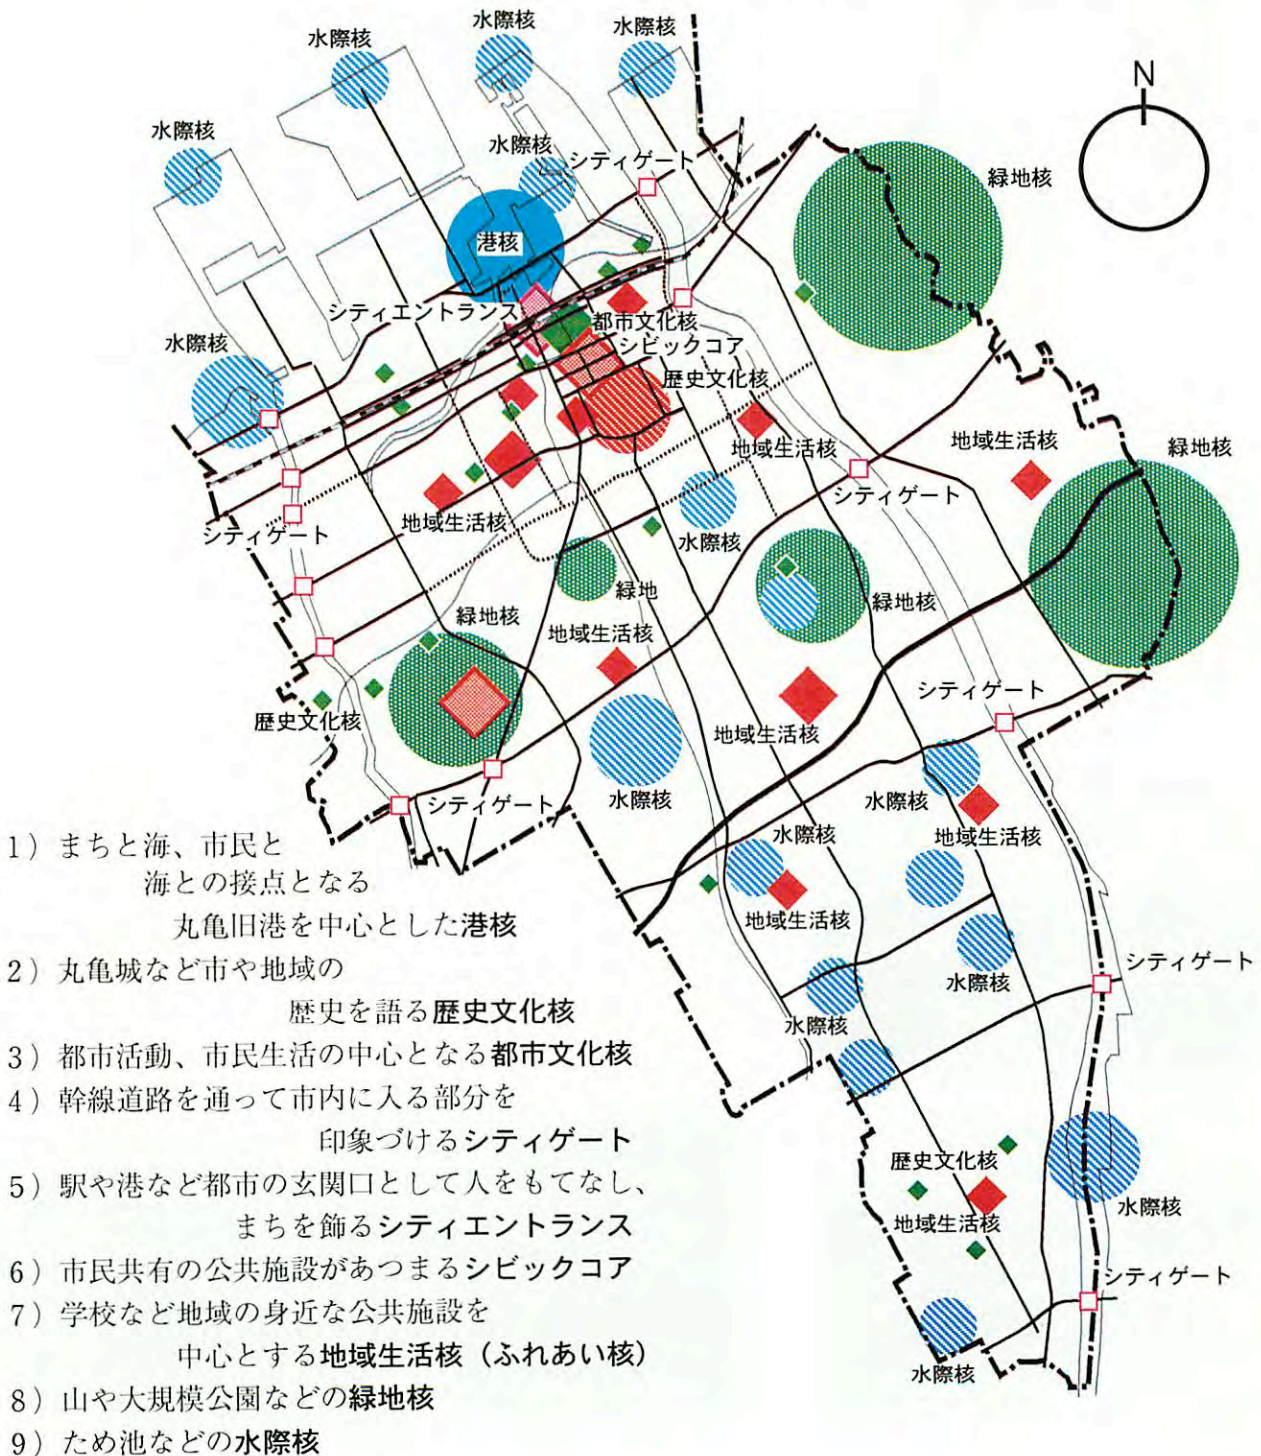 水際核
水際核
水際核
N
水際核
水際核
シティゲート
緑地核
港核
シティエントランス
都市文化核
シビックコア
水際核
歴史文化核
地域生活核
地域生活核
緑地核
シティゲート
地域生活核
シティゲート
水際核
緑地
緑地核
緑地核
地域生活核
シティゲート
歴史文化核
地域生活核
水際核
水際核
シティゲート
地域生活核
水際核
地域生活核
シティゲート
水際核
水際核
歴史文化核
地域生活核
水際核
シティゲート
水際核
1）まちと海、市民と
海との接点となる
丸亀旧港を中心とした港核
2）丸亀城など市や地域の
歴史を語る歴史文化核
3）都市活動、市民生活の中心となる都市文化核
4）幹線道路を通って市内に入る部分を
印象づけるシティゲート
5）駅や港など都市の玄関口として人をもてなし、
まちを飾るシティエントランス
6）市民共有の公共施設があつまるシビックコア
7）学校など地域の身近な公共施設を
中心とする地域生活核（ふれあい核）
8）山や大規模公園などの緑地核
9）ため池などの水際核